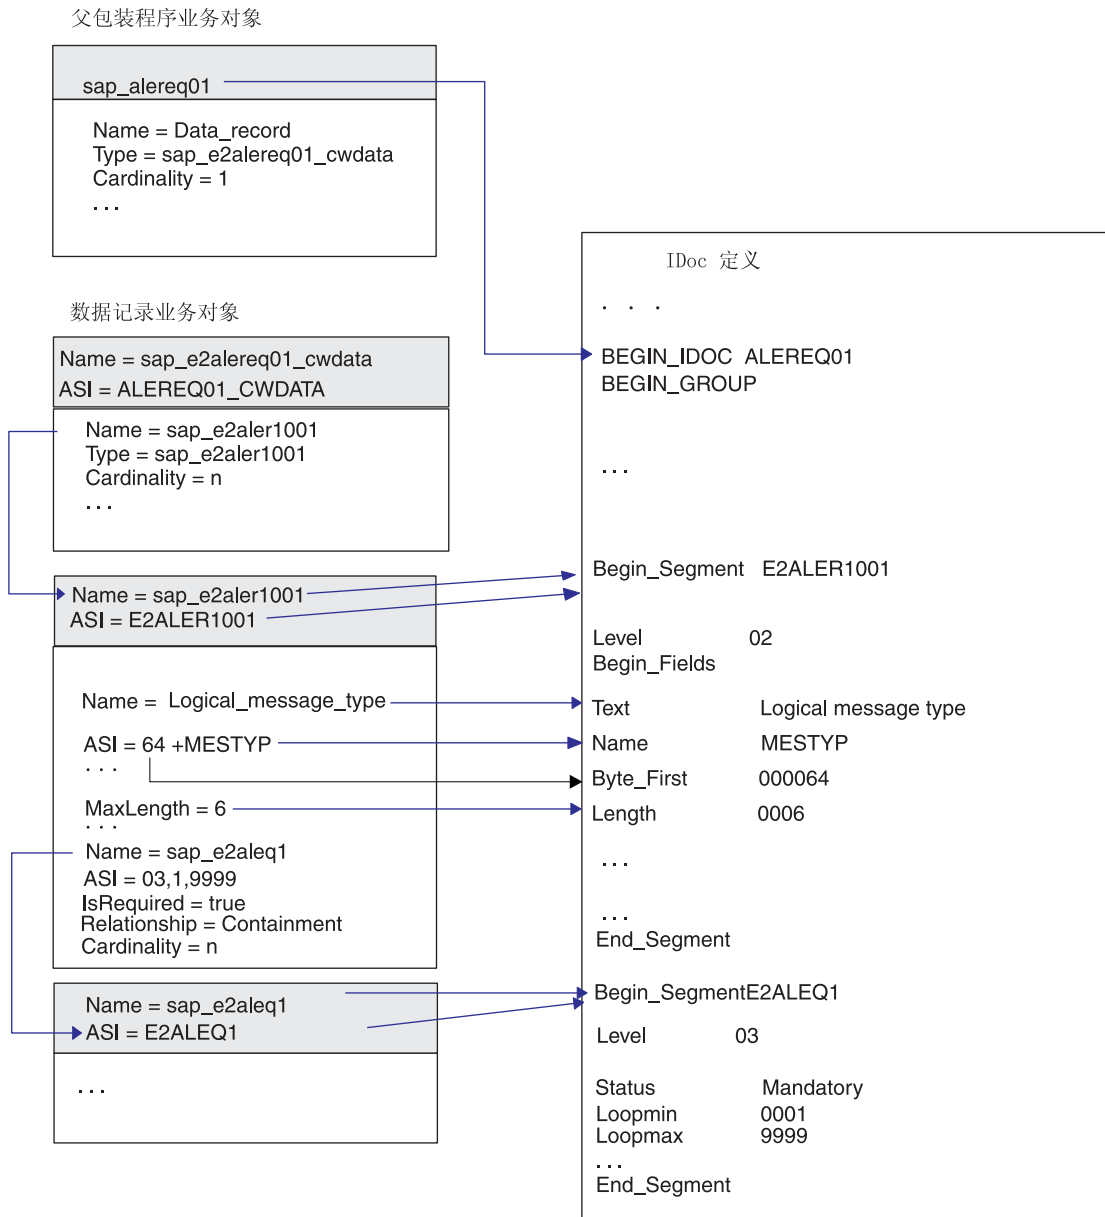 父包装程序业务对象
sap_alereq01
Name = Data_record
Type = sap_e2alereq01_cwdata
Cardinality = 1
...
数据记录业务对象
Name = sap_e2alereq01_cwdata
ASI = ALEREQ01_CWDATA
Name = sap_e2aler1001
Type = sap_e2aler1001
Cardinality = n
...
Name = sap_e2aler1001
ASI = E2ALER1001
Name = Logical_message_type
ASI = 64 +MESTYP
...
MaxLength = 6
...
Name = sap_e2aleq1
ASI = 03,1,9999
IsRequired = true
Relationship = Containment
Cardinality = n
Name = sap_e2aleq1
ASI = E2ALEQ1
...
IDoc 定义
. . .
BEGIN_IDOC ALEREQ01
BEGIN_GROUP
...
Begin_Segment E2ALER1001
Level 02
Begin_Fields
Text Logical message type
Name MESTYP
Byte_First 000064
Length 0006
...
...
End_Segment
Begin_SegmentE2ALEQ1
Level 03
Status Mandatory
Loopmin 0001
Loopmax 9999
...
End_Segment